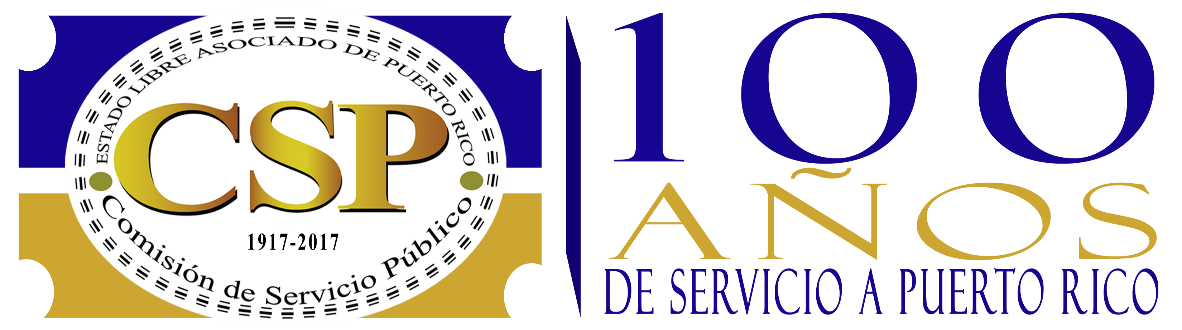 ESTADO LIBRE ASOCIADO DE PUERTO RICO
CSP
1917-2017
Comisión de Servicio Público
100
AÑOS
DE SERVICIO A PUERTO RICO